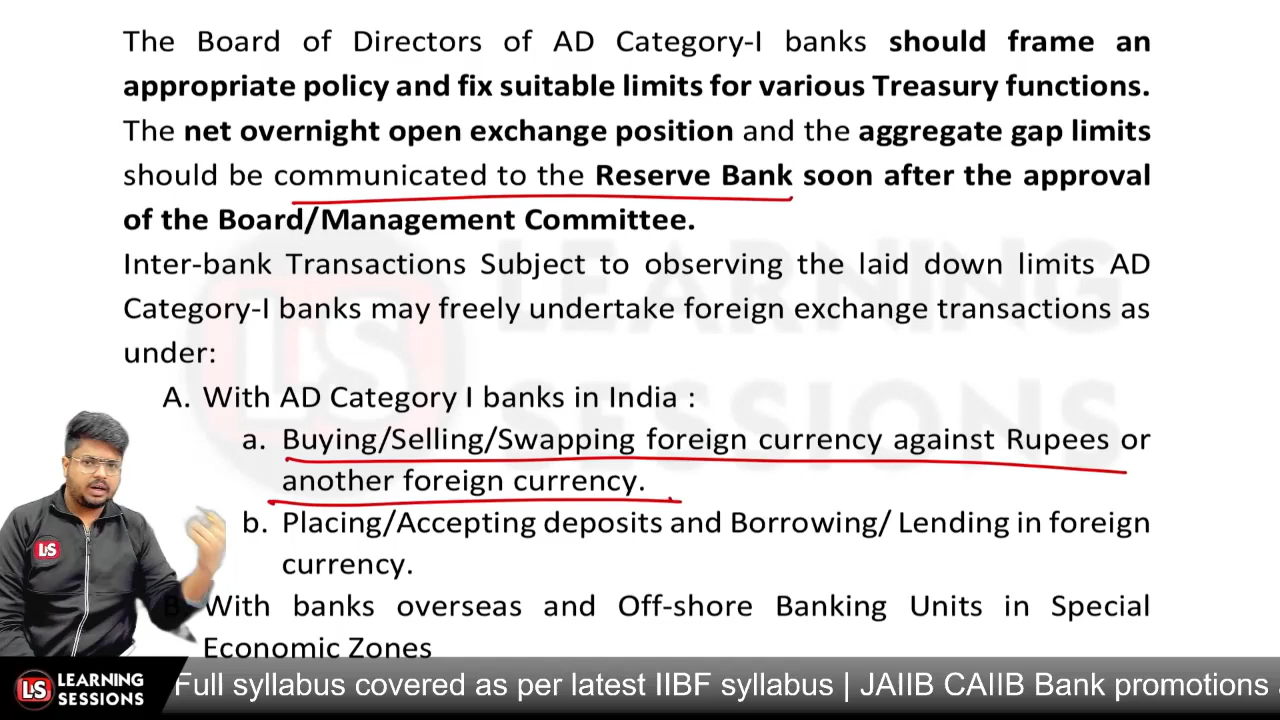 The Board of Directors of AD Category-I banks should frame an
appropriate policy and fix suitable limits for various Treasury functions.
The net overnight open exchange position and the aggregate gap limits
should be communicated to the Reserve Bank soon after the approval
of the Board/Management Committee.
Inter-bank Transactions Subject to observing the laid down limits AD
Category-I banks may freely undertake foreign exchange transactions as
under:
A. With AD Category I banks in India :
a. Buying/Selling/Swapping foreign currency against Rupees or
another foreign currency.
b. Placing/Accepting deposits and Borrowing/ Lending in foreign
currency.
B. With banks overseas and Off-shore Banking Units in Special
Economic Zones
LS
LEARNING
SESSIONS
LS
LS LEARNING
SESSIONS
Full syllabus covered as per latest IIBF syllabus | JAIIB CAIIB Bank promotions